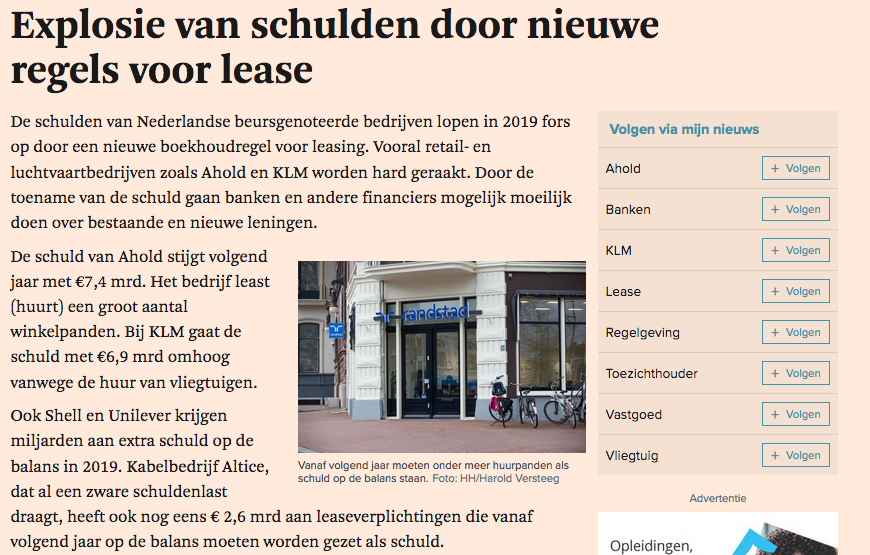 Explosie van schulden door nieuwe
regels voor lease
De schulden van Nederlandse beursgenoteerde bedrijven lopen in 2019 fors
op door een nieuwe boekhoudregel voor leasing. Vooral retail- en
luchtvaartbedrijven zoals Ahold en KLM worden hard geraakt. Door de
toename van de schuld gaan banken en andere financiers mogelijk moeilijk
doen over bestaande en nieuwe leningen.
De schuld van Ahold stijgt volgend
jaar met €7,4 mrd. Het bedrijf least
(huurt) een groot aantal
winkelpanden. Bij KLM gaat de
schuld met €6,9 mrd omhoog
vanwege de huur van vliegtuigen.
randstad
Vanaf volgend jaar moeten onder meer huurpanden als
schuld op de balans staan. Foto: HH/Harold Versteeg
Ook Shell en Unilever krijgen
miljarden aan extra schuld op de
balans in 2019. Kabelbedrijf Altice,
dat al een zware schuldenlast
draagt, heeft ook nog eens € 2,6 mrd aan leaseverplichtingen die vanaf
volgend jaar op de balans moeten worden gezet als schuld.
Volgen via mijn nieuws
Ahold + Volgen
Banken + Volgen
KLM + Volgen
Lease + Volgen
Regelgeving + Volgen
Toezichthouder + Volgen
Vastgoed + Volgen
Vliegtuig + Volgen
Advertentie
Opleidingen,